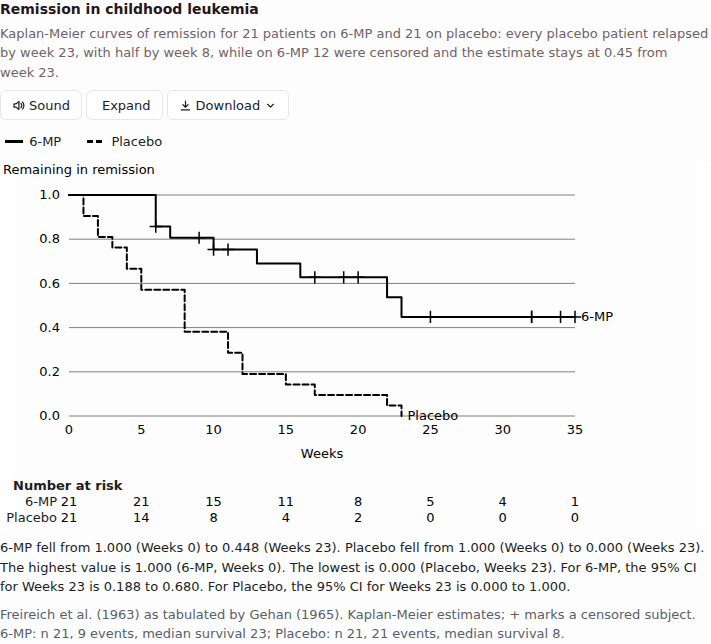 Remission in childhood leukemia
Kaplan-Meier curves of remission for 21 patients on 6-MP and 21 on placebo: every placebo patient relapsed
by week 23, with half by week 8, while on 6-MP 12 were censored and the estimate stays at 0.45 from
week 23.
Sound Expand Download
6-MP Placebo
Remaining in remission
1.0
0.8
0.6
0.4
0.2
0.0
6-MP
Placebo
0 5 10 15 20 25 30 35
Weeks
Number at risk
6-MP 21 21 15 11 8 5 4 1
Placebo 21 14 8 4 2 0 0 0
6-MP fell from 1.000 (Weeks 0) to 0.448 (Weeks 23). Placebo fell from 1.000 (Weeks 0) to 0.000 (Weeks 23).
The highest value is 1.000 (6-MP, Weeks 0). The lowest is 0.000 (Placebo, Weeks 23). For 6-MP, the 95% CI
for Weeks 23 is 0.188 to 0.680. For Placebo, the 95% CI for Weeks 23 is 0.000 to 1.000.
Freireich et al. (1963) as tabulated by Gehan (1965). Kaplan-Meier estimates; + marks a censored subject.
6-MP: n 21, 9 events, median survival 23; Placebo: n 21, 21 events, median survival 8.